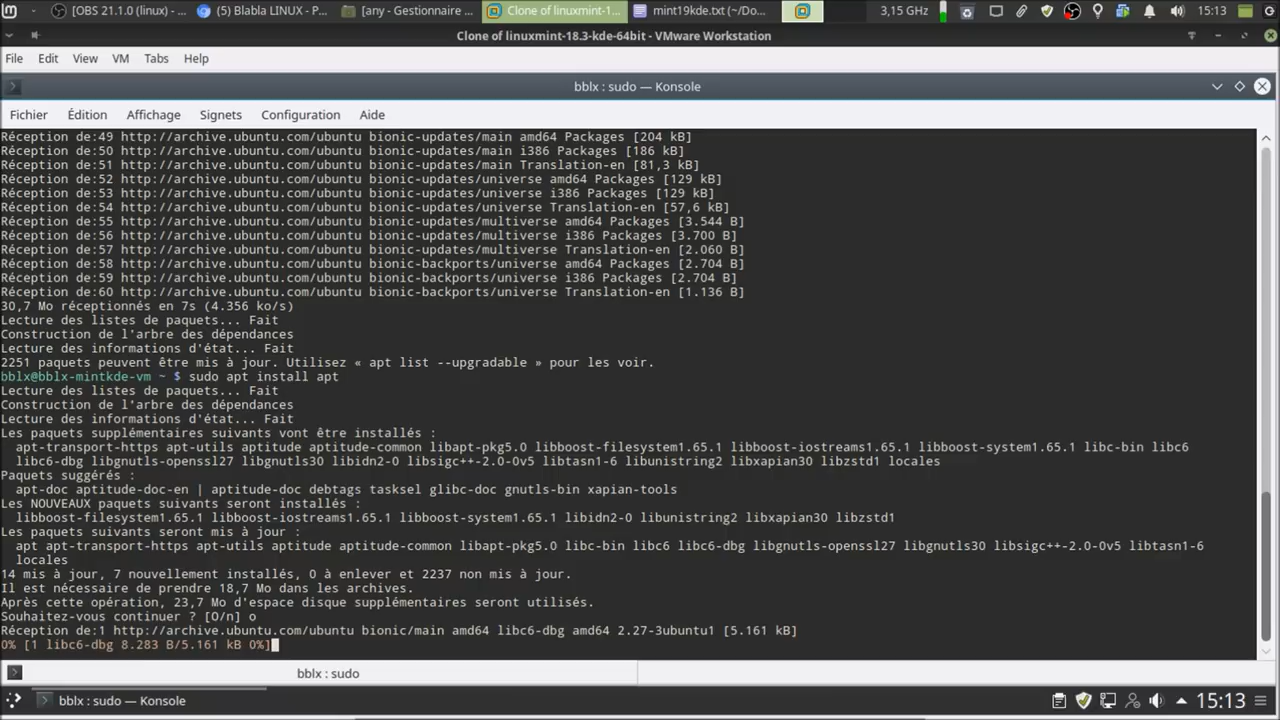 [OBS 21.1.0 (linux) - ...
(5) Blabla LINUX - P...
[any - Gestionnaire ...
Clone of linuxmint-1...
mint19kde.txt (~/Do...
3,15 GHz
15:13
Clone of linuxmint-18.3-kde-64bit - VMware Workstation
File Edit View VM Tabs Help
bblx : sudo — Konsole
Fichier Édition Affichage Signets Configuration Aide
Réception de:49 http://archive.ubuntu.com/ubuntu bionic-updates/main amd64 Packages [204 kB]
Réception de:50 http://archive.ubuntu.com/ubuntu bionic-updates/main i386 Packages [186 kB]
Réception de:51 http://archive.ubuntu.com/ubuntu bionic-updates/main Translation-en [81,3 kB]
Réception de:52 http://archive.ubuntu.com/ubuntu bionic-updates/universe amd64 Packages [129 kB]
Réception de:53 http://archive.ubuntu.com/ubuntu bionic-updates/universe i386 Packages [129 kB]
Réception de:54 http://archive.ubuntu.com/ubuntu bionic-updates/universe Translation-en [57,6 kB]
Réception de:55 http://archive.ubuntu.com/ubuntu bionic-updates/multiverse amd64 Packages [3.544 B]
Réception de:56 http://archive.ubuntu.com/ubuntu bionic-updates/multiverse i386 Packages [3.700 B]
Réception de:57 http://archive.ubuntu.com/ubuntu bionic-updates/multiverse Translation-en [2.060 B]
Réception de:58 http://archive.ubuntu.com/ubuntu bionic-backports/universe amd64 Packages [2.704 B]
Réception de:59 http://archive.ubuntu.com/ubuntu bionic-backports/universe i386 Packages [2.704 B]
Réception de:60 http://archive.ubuntu.com/ubuntu bionic-backports/universe Translation-en [1.136 B]
30,7 Mo réceptionnés en 7s (4.356 ko/s)
Lecture des listes de paquets... Fait
Construction de l'arbre des dépendances
Lecture des informations d'état... Fait
2251 paquets peuvent être mis à jour. Utilisez « apt list --upgradable » pour les voir.
bblx@bblx-mintkde-vm ~ $ sudo apt install apt
Lecture des listes de paquets... Fait
Construction de l'arbre des dépendances
Lecture des informations d'état... Fait
Les paquets supplémentaires suivants vont être installés :
apt-transport-https apt-utils aptitude aptitude-common libapt-pkg5.0 libboost-filesystem1.65.1 libboost-iostreams1.65.1 libboost-system1.65.1 libc-bin libc6
libc6-dbg libgnutls-openssl27 libgnutls30 libidn2-0 libsigc++-2.0-0v5 libtasn1-6 libunistring2 libxapian30 libzstd1 locales
Paquets suggérés :
apt-doc aptitude-doc-en | aptitude-doc debtags tasksel glibc-doc gnutls-bin xapian-tools
Les NOUVEAUX paquets suivants seront installés :
libboost-filesystem1.65.1 libboost-iostreams1.65.1 libboost-system1.65.1 libidn2-0 libunistring2 libxapian30 libzstd1
Les paquets suivants seront mis à jour :
apt apt-transport-https apt-utils aptitude aptitude-common libapt-pkg5.0 libc-bin libc6 libc6-dbg libgnutls-openssl27 libgnutls30 libsigc++-2.0-0v5 libtasn1-6
locales
14 mis à jour, 7 nouvellement installés, 0 à enlever et 2237 non mis à jour.
Il est nécessaire de prendre 18,7 Mo dans les archives.
Après cette opération, 23,7 Mo d'espace disque supplémentaires seront utilisés.
Souhaitez-vous continuer ? [O/n] o
Réception de:1 http://archive.ubuntu.com/ubuntu bionic/main amd64 libc6-dbg amd64 2.27-3ubuntu1 [5.161 kB]
0% [1 libc6-dbg 8.283 B/5.161 kB 0%]
bblx : sudo
bblx : sudo — Konsole
15:13